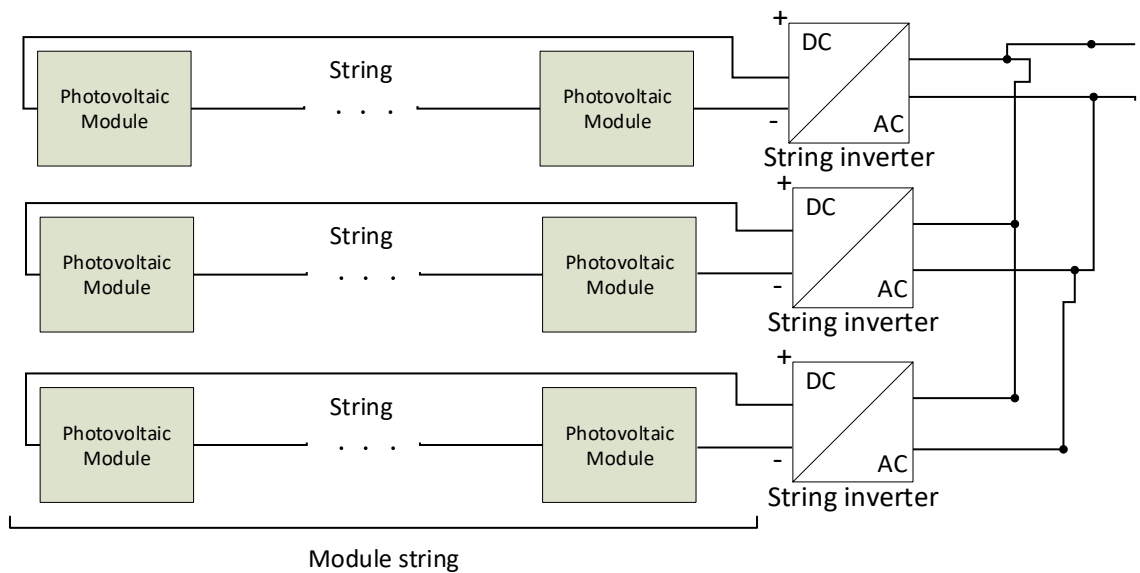 +
DC
String
Photovoltaic
Module
. . .
Photovoltaic
Module
-
AC
String inverter
+
DC
String
Photovoltaic
Module
. . .
Photovoltaic
Module
-
AC
String inverter
+
DC
String
Photovoltaic
Module
. . .
Photovoltaic
Module
-
AC
String inverter
Module string